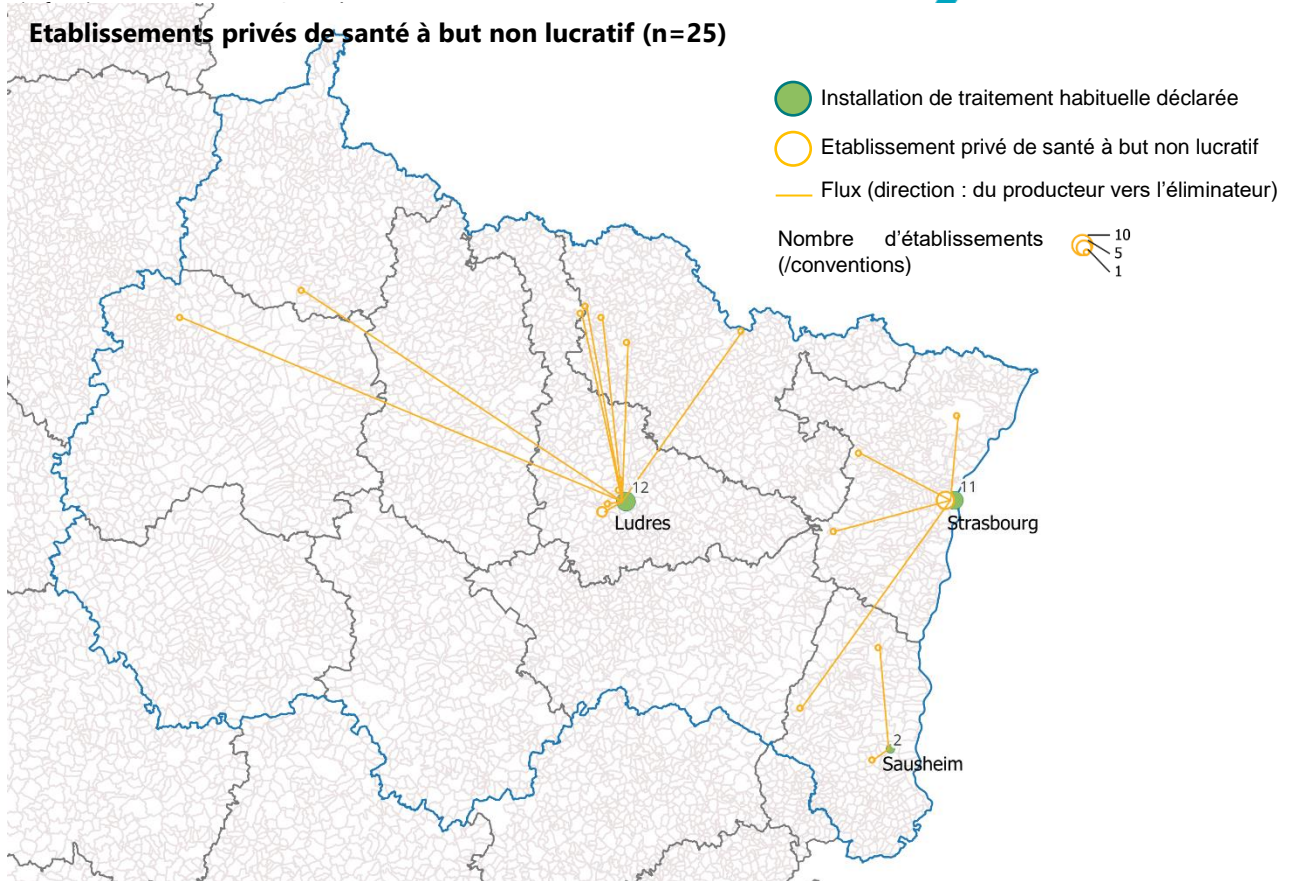 Etablissements privés de santé à but non lucratif (n=25)
Installation de traitement habituelle déclarée
Etablissement privé de santé à but non lucratif
Flux (direction : du producteur vers l'éliminateur)
Nombre d'établissements
(/conventions)
10
5
1
12
Ludres
11
Strasbourg
2
Sausheim